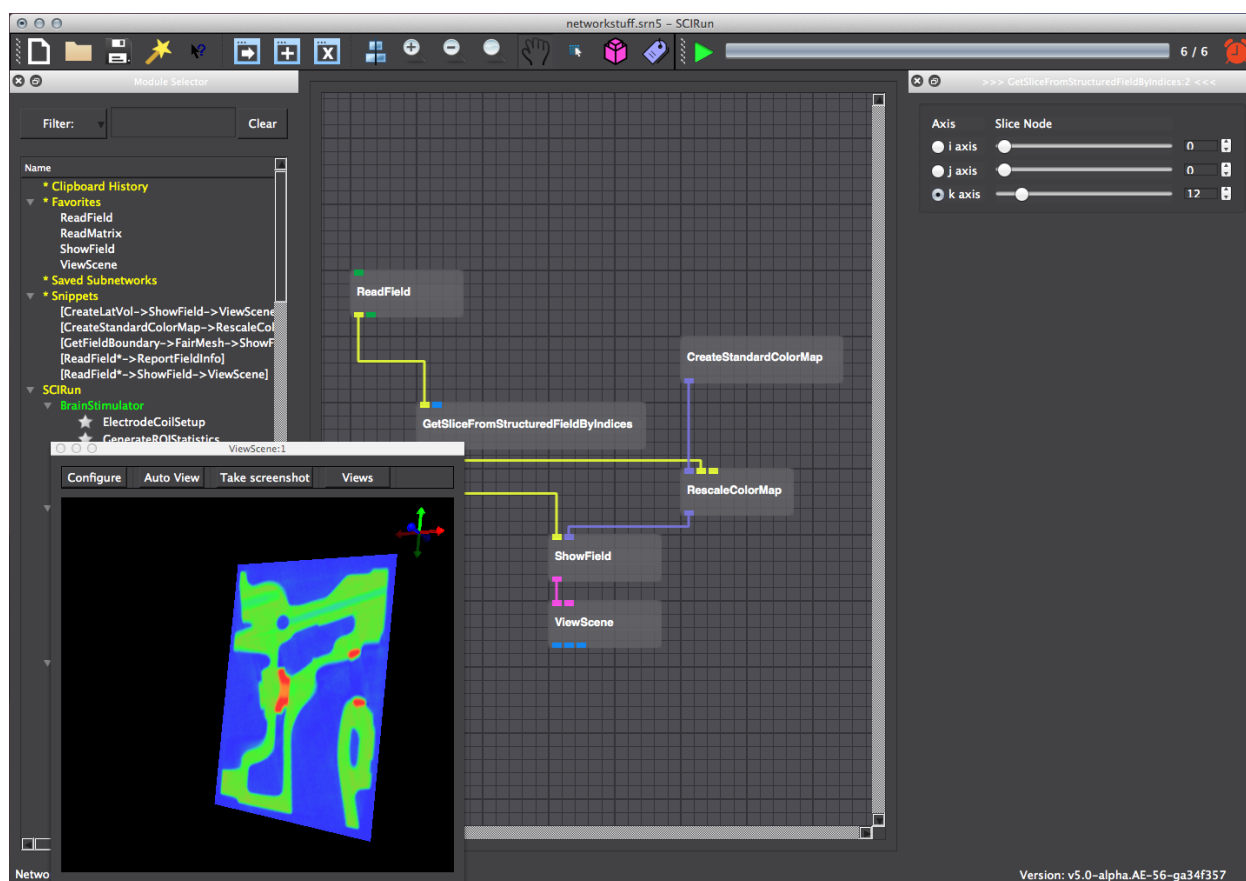 networkstuff.srn5 – SCIRun
6 / 6
Module Selector
Filter:
Clear
Name
* Clipboard History
* Favorites
ReadField
ReadMatrix
ShowField
ViewScene
* Saved Subnetworks
* Snippets
[CreateLatVol->ShowField->ViewScene
[CreateStandardColorMap->RescaleCol
[GetFieldBoundary->FairMesh->ShowF
[ReadField*->ReportFieldInfo]
[ReadField*->ShowField->ViewScene]
SCIRun
BrainStimulator
ElectrodeCoilSetup
GenerateROIStatistics
ReadField
CreateStandardColorMap
GetSliceFromStructuredFieldByIndices
RescaleColorMap
ShowField
ViewScene
ViewScene:1
Configure Auto View Take screenshot Views
>>> GetSliceFromStructuredFieldByIndices:2 <<<
Axis Slice Node
i axis 0
j axis 0
k axis 12
Netwo
Version: v5.0-alpha.AE-56-ga34f357